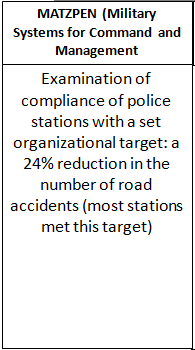 MATZPEN (Military
Systems for Command and
Management
Examination of
compliance of police
stations with a set
organizational target: a
24% reduction in the
number of road
accidents (most stations
met this target)